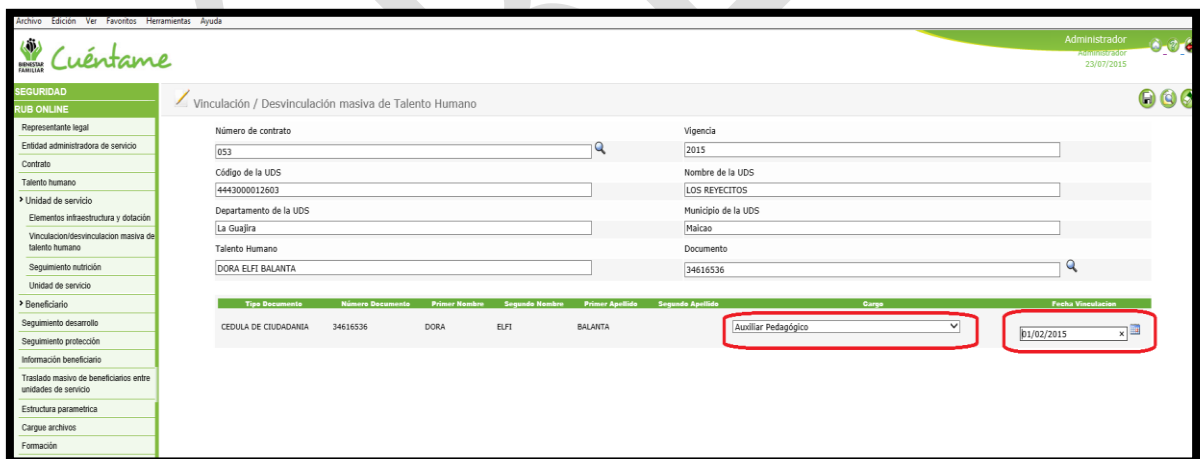 Archivo Edición Ver Favoritos Herramientas Ayuda
BIENESTAR
FAMILIAR
Cuéntame
Administrador
Administrador
23/07/2015
SEGURIDAD
RUB ONLINE
Representante legal
Entidad administradora de servicio
Contrato
Talento humano
Unidad de servicio
Elementos infraestructura y dotación
Vinculacion/desvinculacion masiva de
talento humano
Seguimiento nutrición
Unidad de servicio
Beneficiario
Seguimiento desarrollo
Seguimiento protección
Información beneficiario
Traslado masivo de beneficiarios entre
unidades de servicio
Estructura parametrica
Cargue archivos
Formación
Vinculación / Desvinculación masiva de Talento Humano
Número de contrato Vigencia
053 2015
Código de la UDS Nombre de la UDS
4443000012603 LOS REYECITOS
Departamento de la UDS Municipio de la UDS
La Guajira Maicao
Talento Humano Documento
DORA ELFI BALANTA 34616536
Tipo Documento Número Documento Primer Nombre Segundo Nombre Primer Apellido Segundo Apellido Cargo Fecha Vinculacion
CEDULA DE CIUDADANIA 34616536 DORA ELFI BALANTA Auxiliar Pedagógico 01/02/2015 x